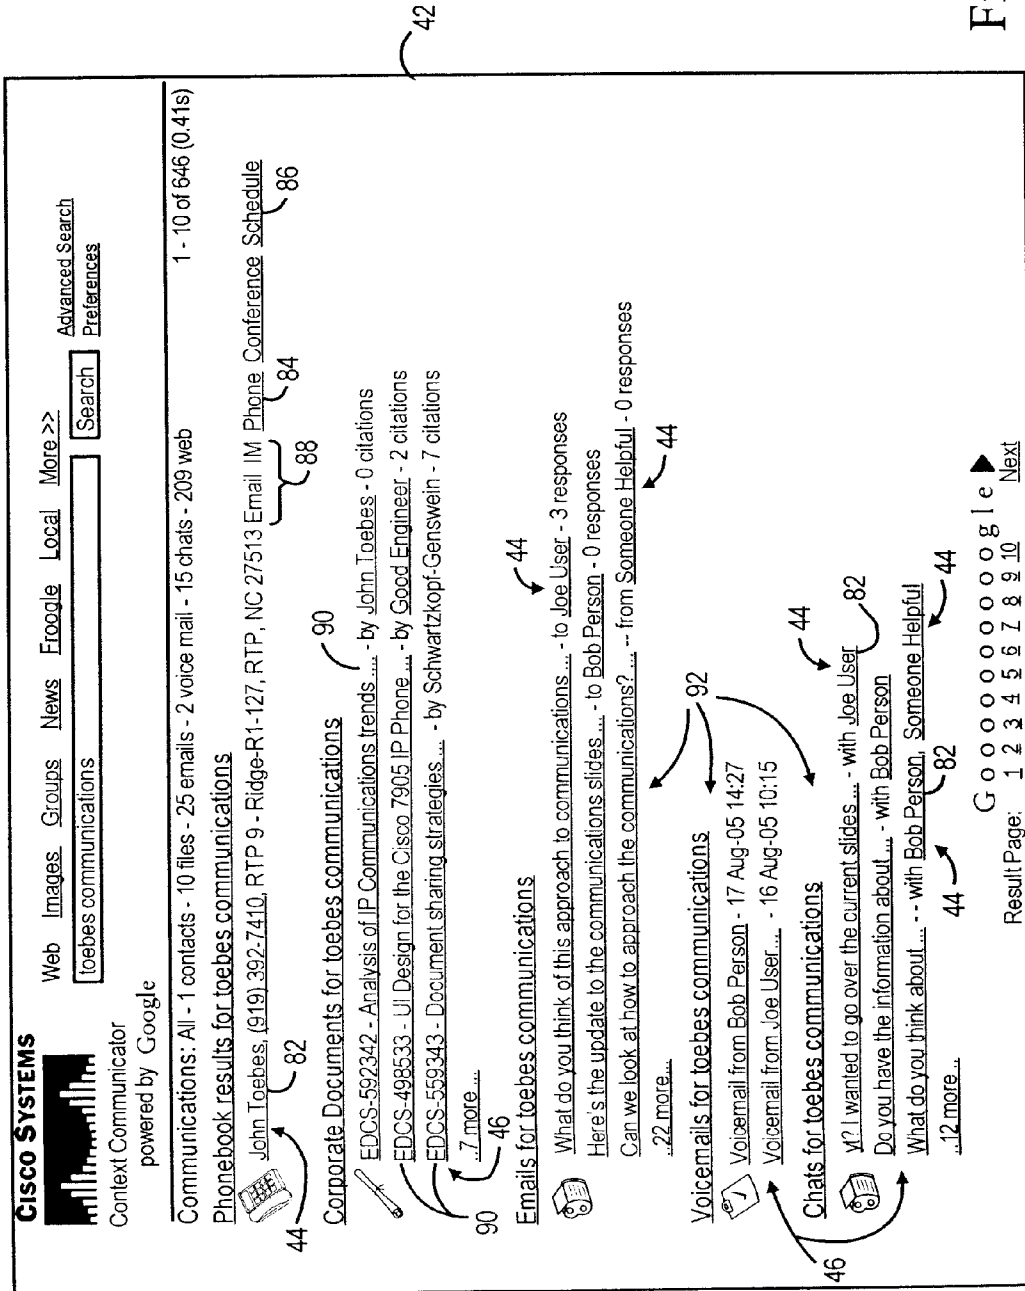 42
CISCO SYSTEMS
Context Communicator
powered by Google
Web Images Groups News Froogle Local More >>
toebes communications Search
Advanced Search
Preferences
Communications: All - 1 contacts - 10 files - 25 emails - 2 voice mail - 15 chats - 209 web 1 - 10 of 646 (0.41s)
Phonebook results for toebes communications
John Toebes, (919) 392-7410, RTP 9 - Ridge-R1-127, RTP, NC 27513 Email IM Phone Conference Schedule
44 82 88 84 86
Corporate Documents for toebes communications
90
EDCS-592342 - Analysis of IP Communications trends .... - by John Toebes - 0 citations
EDCS-498533 - UI Design for the Cisco 7905 IP Phone ... - by Good Engineer - 2 citations
EDCS-559343 - Document sharing strategies .... - by Schwartzkopf-Genswein - 7 citations
...7 more ...
90 46
Emails for toebes communications
44
What do you think of this approach to communications ... - to Joe User - 3 responses
Here's the update to the communications slides ... - to Bob Person - 0 responses
Can we look at how to approach the communications? ... -- from Someone Helpful - 0 responses
...22 more ...
44
92
Voicemails for toebes communications
Voicemail from Bob Person - 17 Aug-05 14:27
Voicemail from Joe User.... - 16 Aug-05 10:15
46
Chats for toebes communications
44
y/? I wanted to go over the current slides ... - with Joe User
82
Do you have the information about ... - with Bob Person
What do you think about ... - - with Bob Person, Someone Helpful
44 82 44
...12 more ...
Goooooooooogle
Result Page: 1 2 3 4 5 6 7 8 9 10 Next